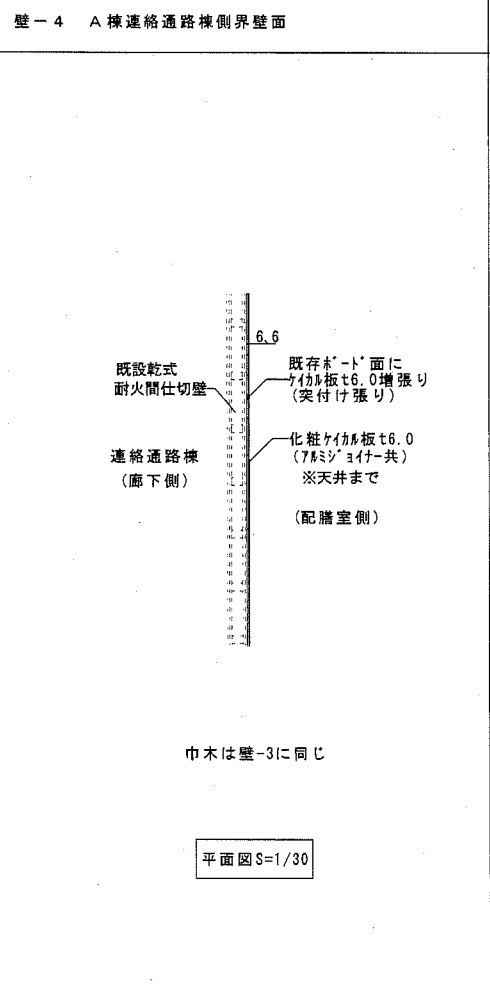 壁－4 A棟連絡通路棟側界壁面
6、6
既設乾式
耐火間仕切壁
既存ﾎﾞｰﾄﾞ面に
ｹｲｶﾙ板t6.0増張り
(突付け張り)
連絡通路棟
(廊下側)
化粧ｹｲｶﾙ板t6.0
(ｱﾙﾐｼﾞｮｲﾅｰ共)
※天井まで
(配膳室側)
巾木は壁-3に同じ
平面図S=1/30